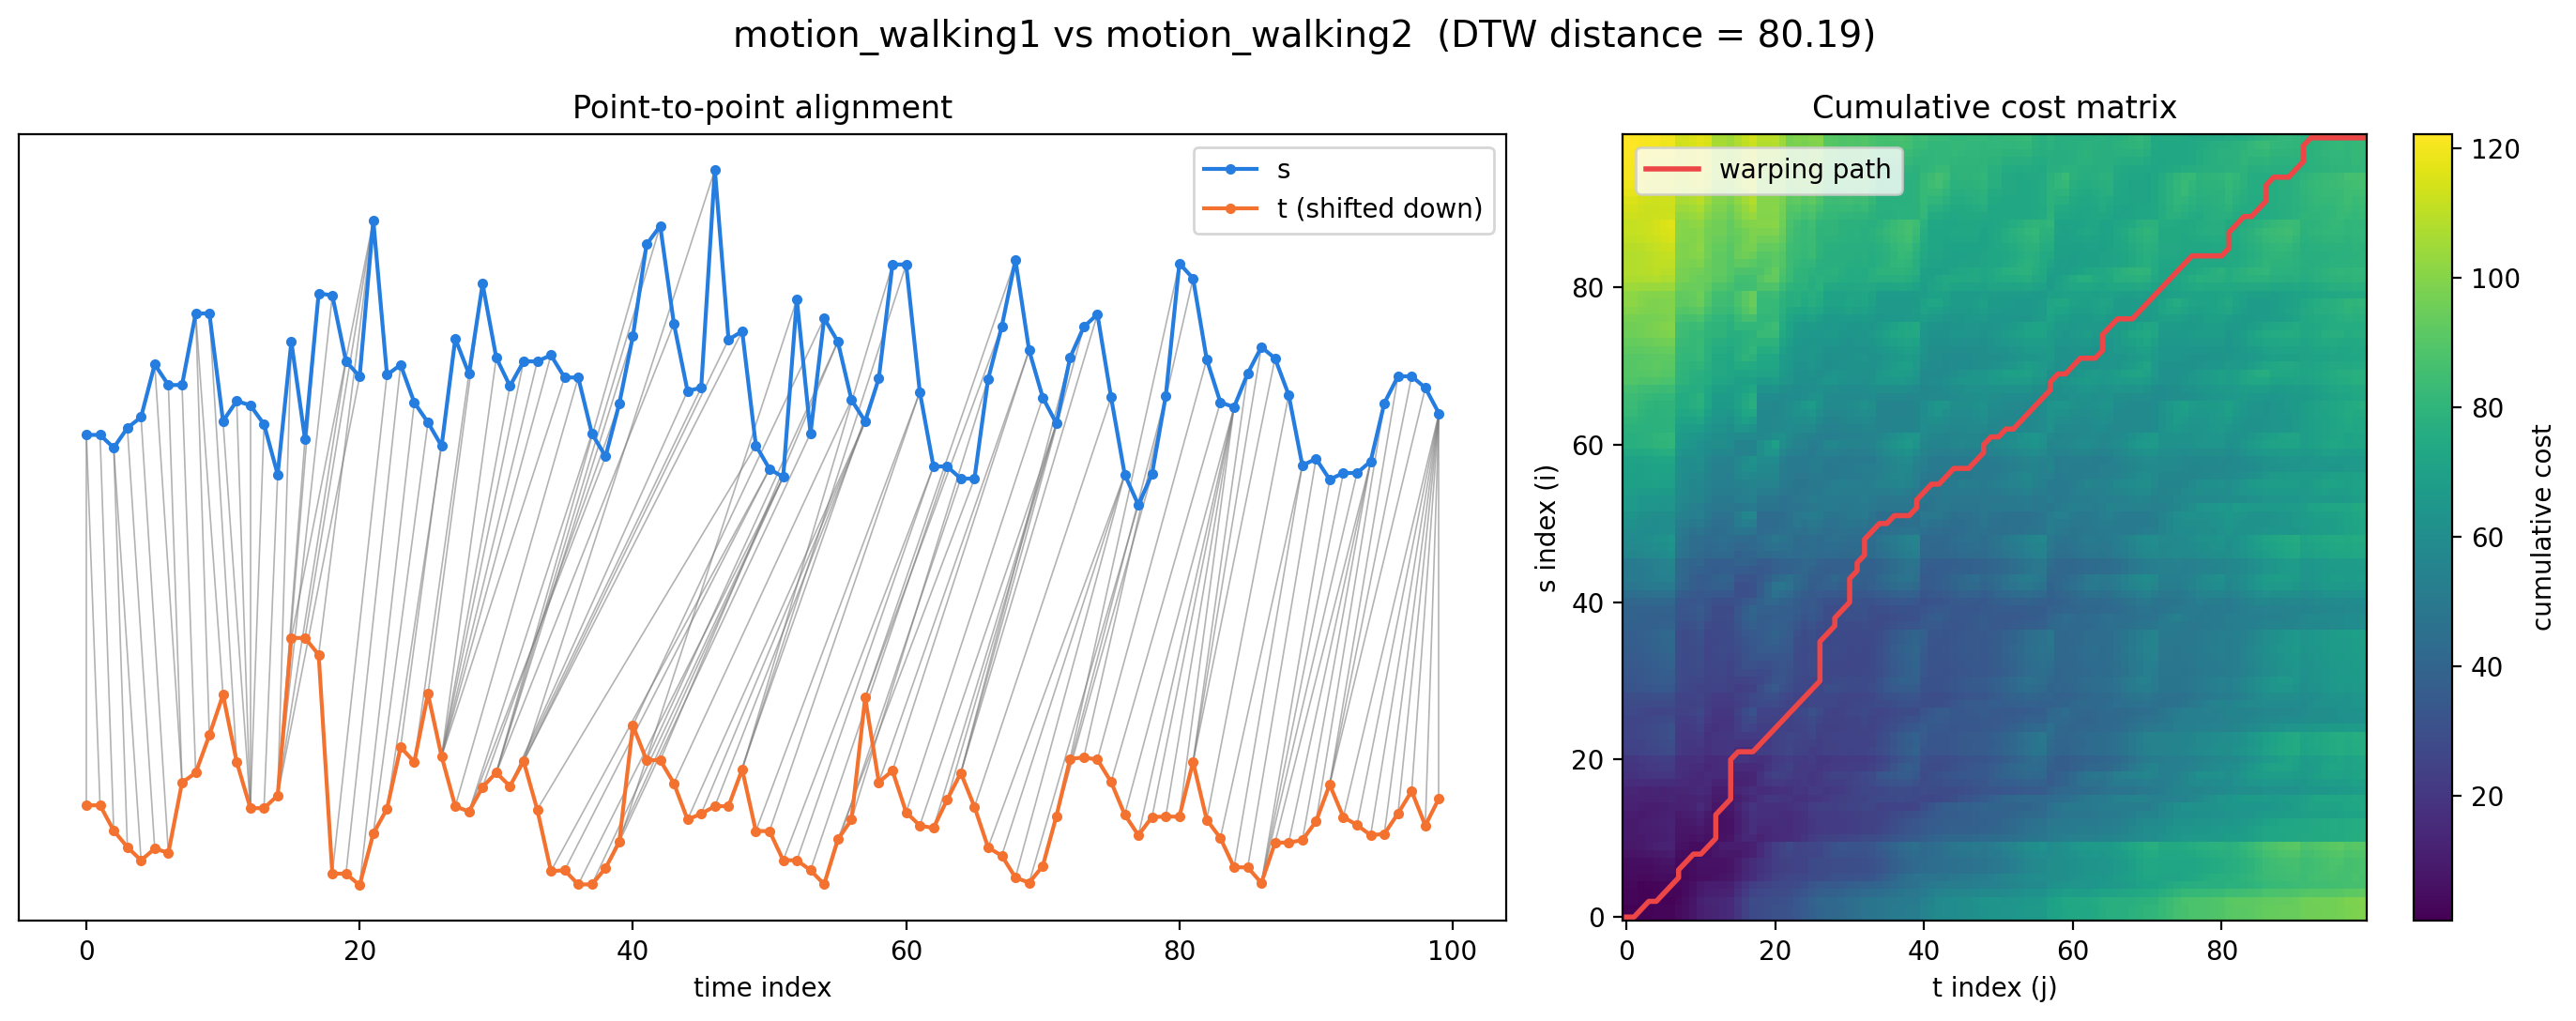 motion_walking1 vs motion_walking2 (DTW distance = 80.19)
Point-to-point alignment
s
t (shifted down)
0 20 40 60 80 100
time index
Cumulative cost matrix
warping path
s index (i)
80
60
40
20
0
0 20 40 60 80
t index (j)
120
100
80
60
40
20
cumulative cost